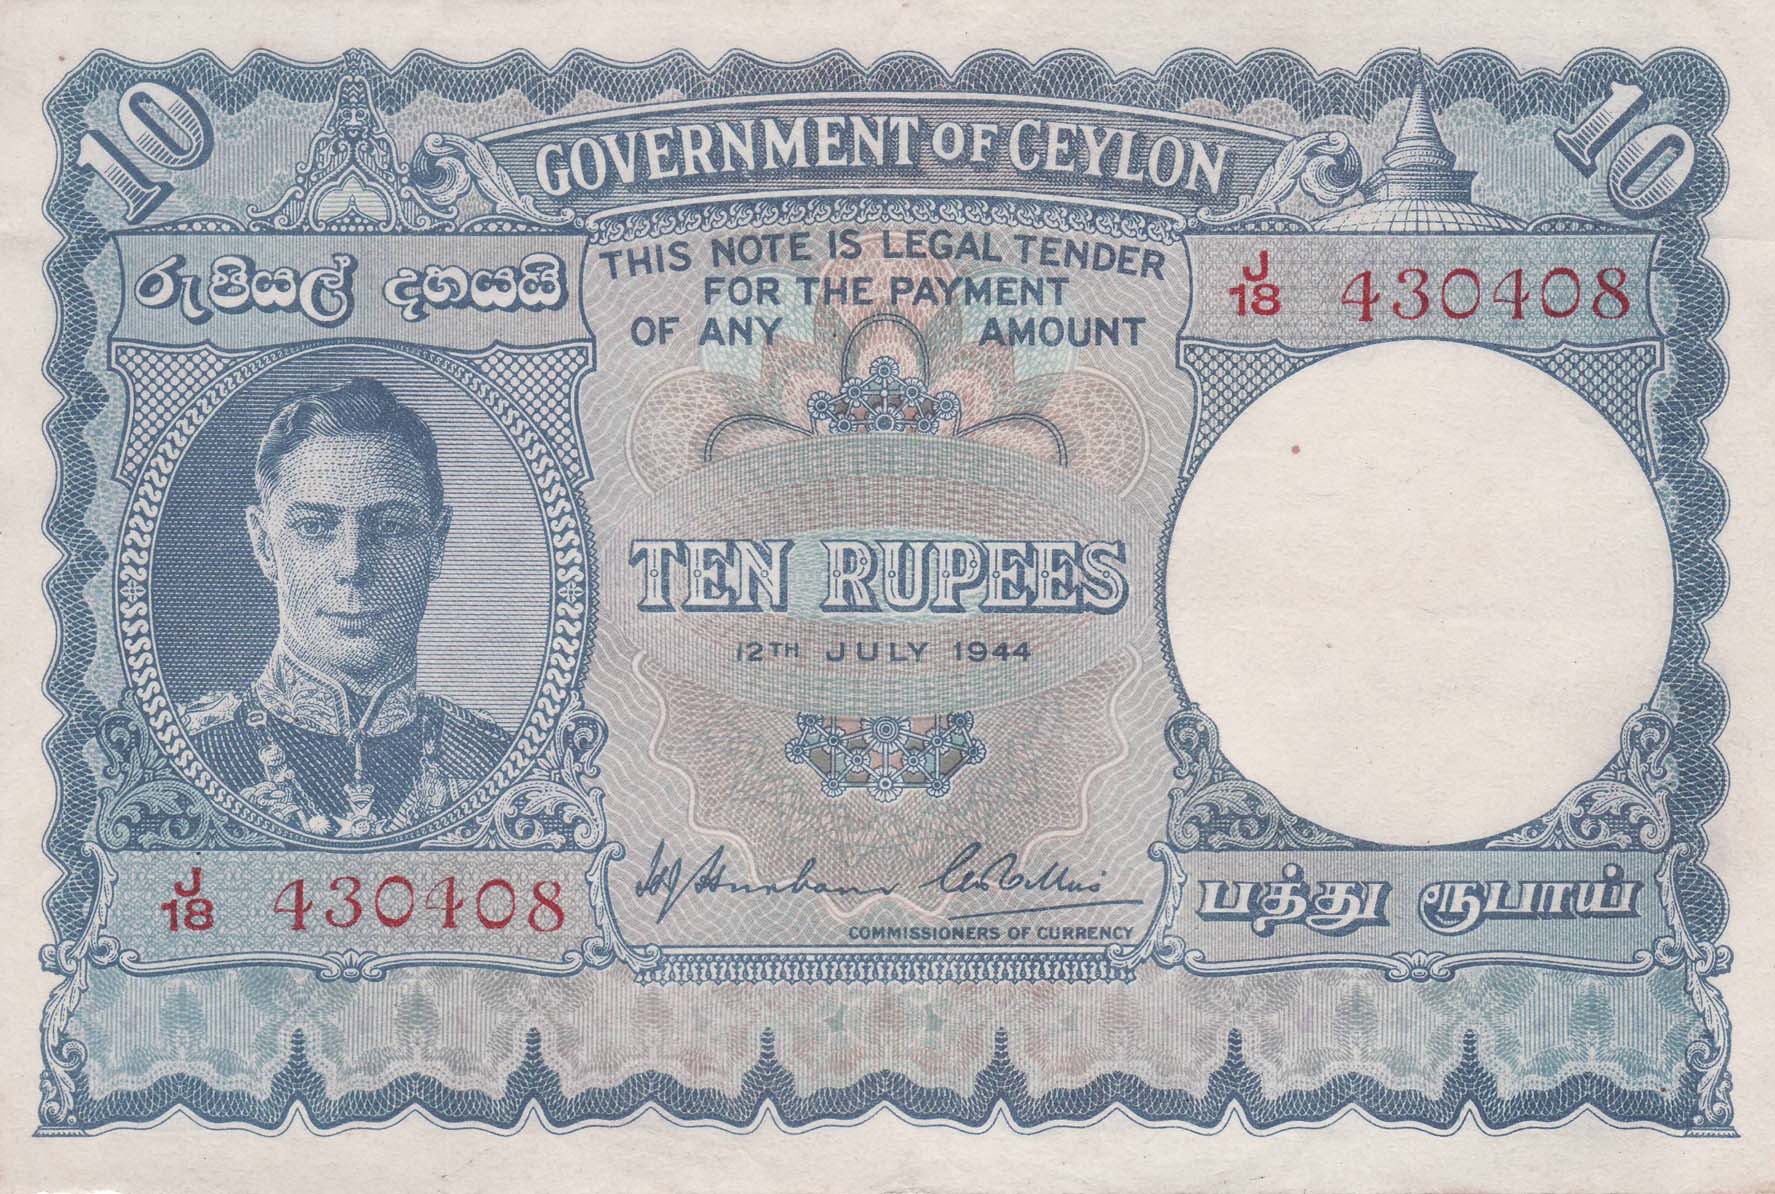 10
GOVERNMENT OF CEYLON
10
රුපියල් දහයයි
THIS NOTE IS LEGAL TENDER
FOR THE PAYMENT
OF ANY AMOUNT
J/18 430408
TEN RUPEES
12TH JULY 1944
J/18 430408
COMMISSIONERS OF CURRENCY
பத்து ரூபாய்